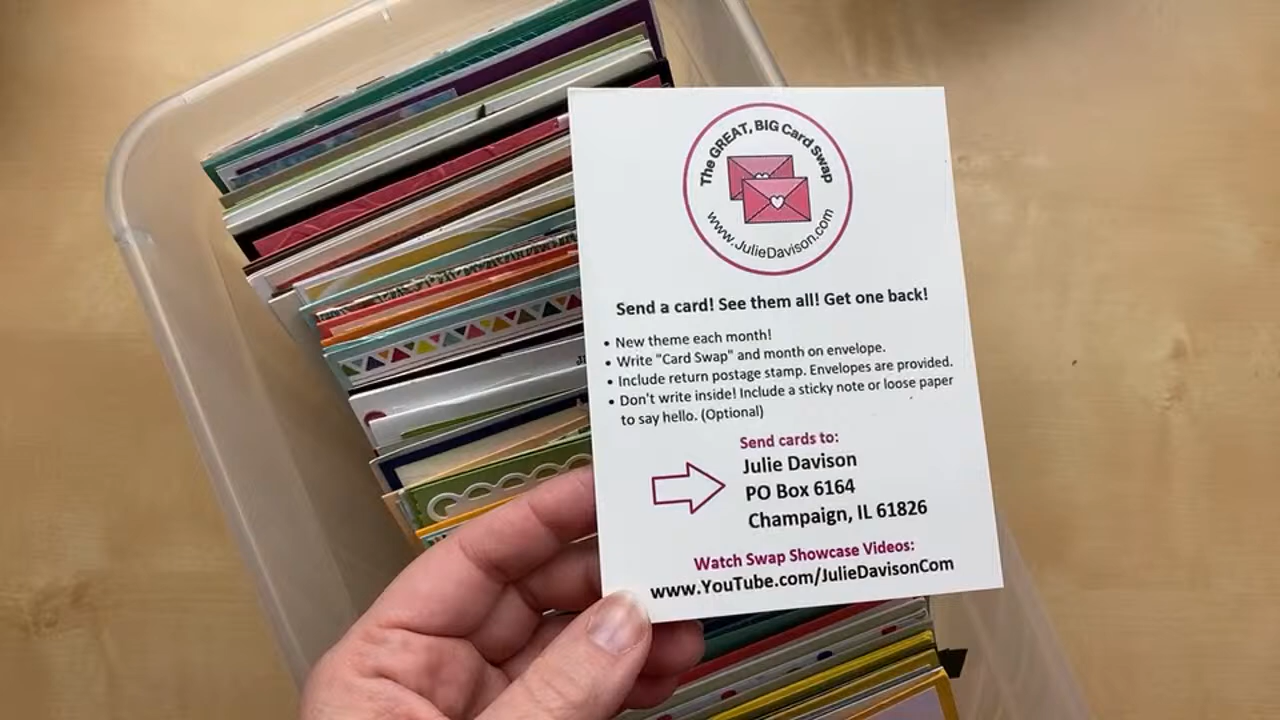 The GREAT, BIG Card Swap
www.JulieDavison.com
Send a card! See them all! Get one back!
• New theme each month!
• Write "Card Swap" and month on envelope.
• Include return postage stamp. Envelopes are provided.
• Don't write inside! Include a sticky note or loose paper
to say hello. (Optional)
Send cards to:
Julie Davison
PO Box 6164
Champaign, IL 61826
Watch Swap Showcase Videos:
www.YouTube.com/JulieDavisonCom